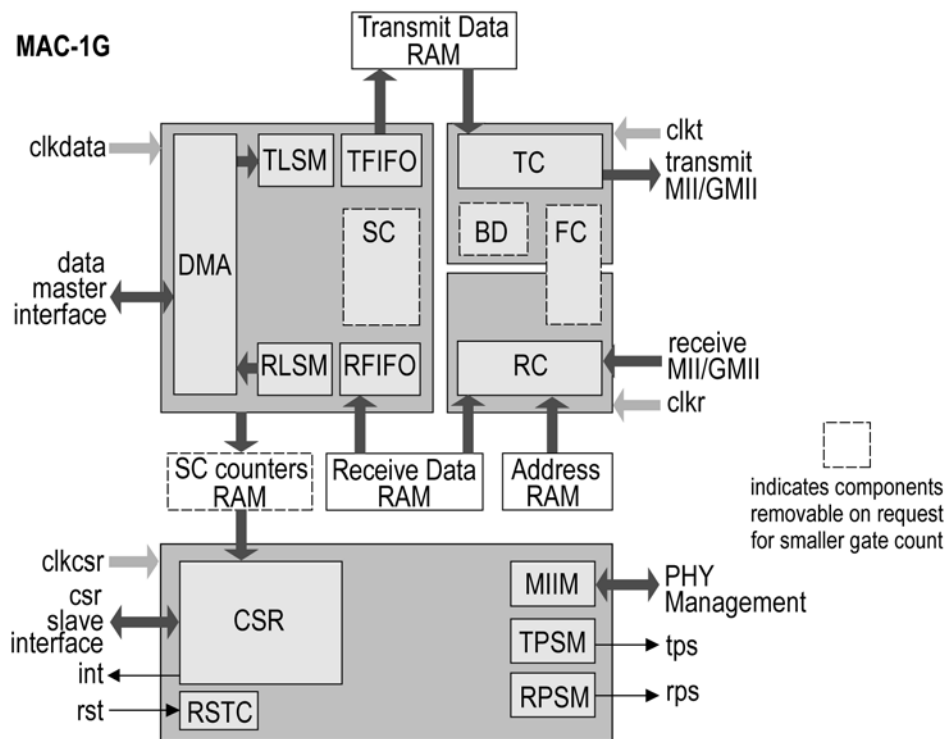 MAC-1G
Transmit Data
RAM
clkdata
TLSM
TFIFO
TC
clkt
transmit
MII/GMII
SC
BD
FC
DMA
data
master
interface
RLSM
RFIFO
RC
receive
MII/GMII
clkr
SC counters
RAM
Receive Data
RAM
Address
RAM
indicates components
removable on request
for smaller gate count
clkcsr
csr
slave
interface
CSR
MIIM
PHY
Management
TPSM
tps
int
RPSM
rps
rst
RSTC